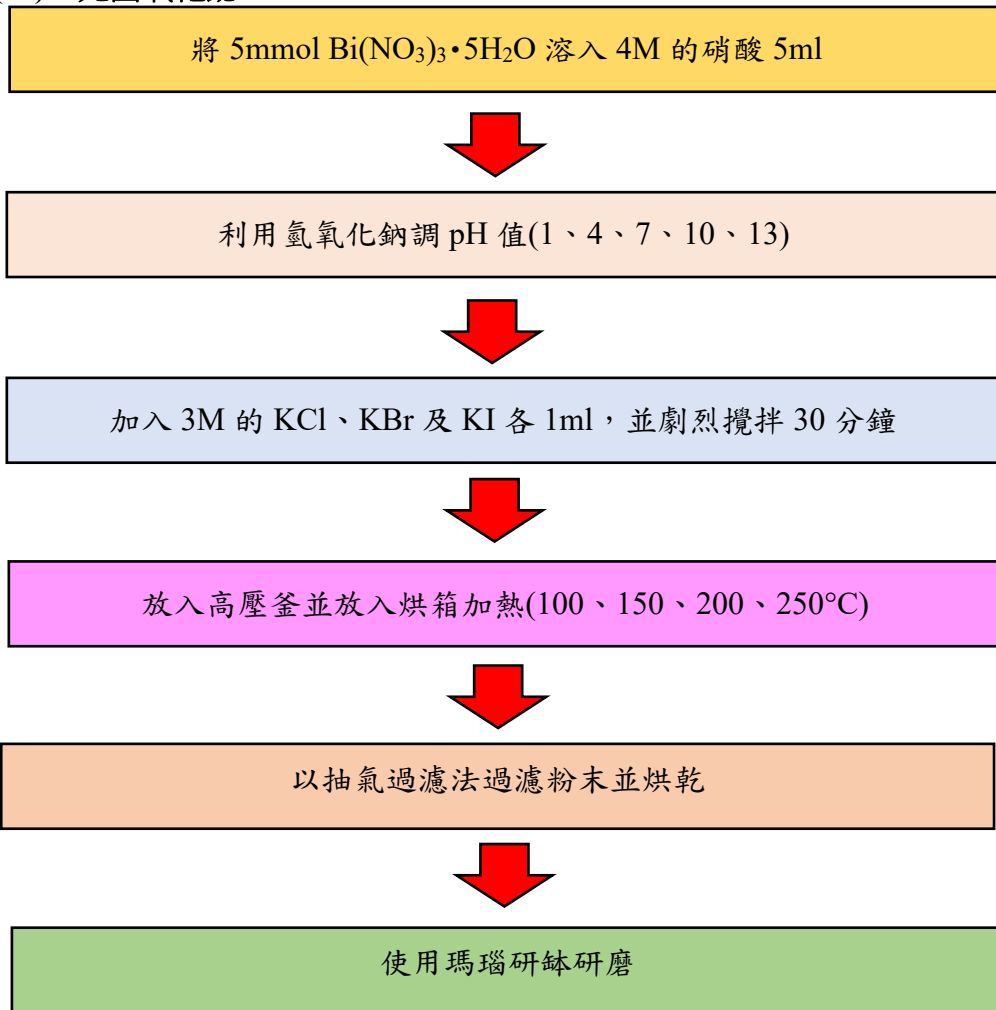 將 5mmol Bi(NO₃)₃•5H₂O 溶入 4M 的硝酸 5ml
利用氫氧化鈉調 pH 值(1、4、7、10、13)
加入 3M 的 KCl、KBr 及 KI 各 1ml，並劇烈攪拌 30 分鐘
放入高壓釜並放入烘箱加熱(100、150、200、250°C)
以抽氣過濾法過濾粉末並烘乾
使用瑪瑙研缽研磨